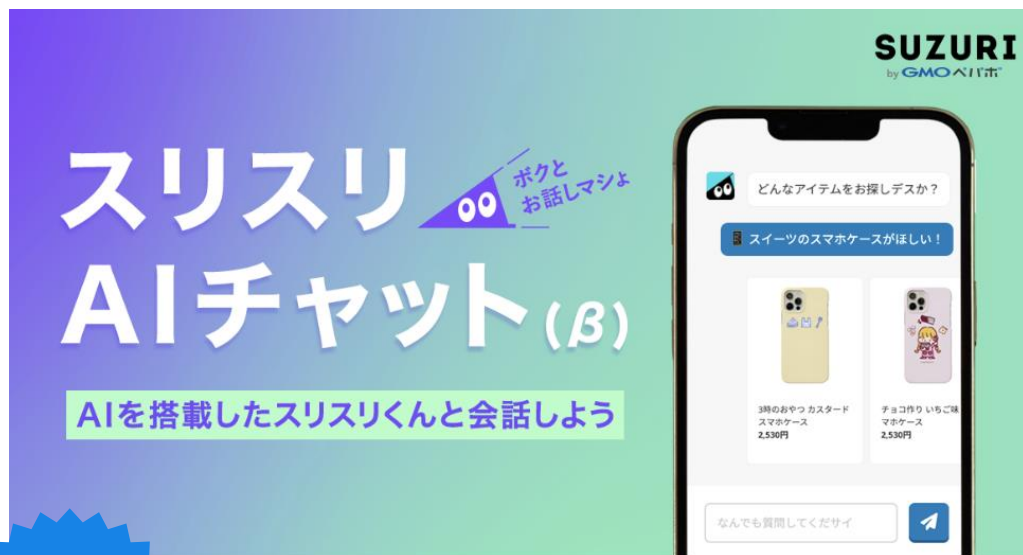 SUZURI
by GMOペパボ
スリスリ
AIチャット(β)
ボクと
お話しマショ
AIを搭載したスリスリくんと会話しよう
どんなアイテムをお探しデスか？
スイーツのスマホケースがほしい！
3時のおやつ カスタード
スマホケース
2,530円
チョコ作り いちご味
マホケース
2,530円
なんでも質問してくだサイ